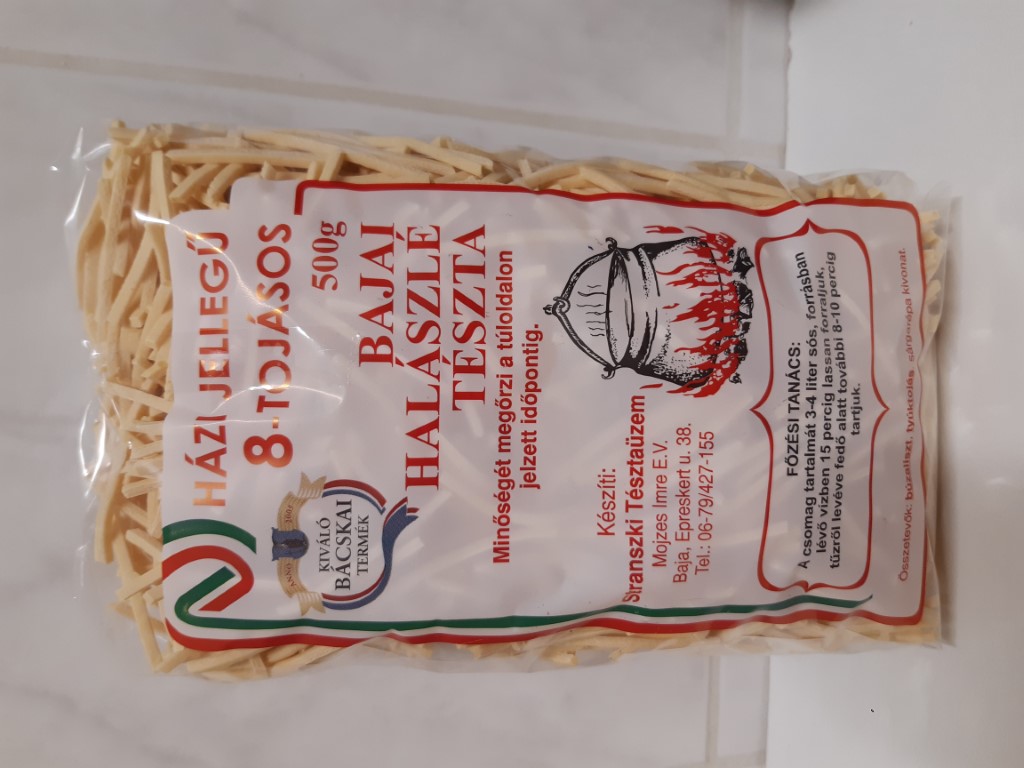 HÁZI JELLEGŰ
8-TOJÁSOS
500g
ANNO
KIVÁLÓ
BÁCSKAI
TERMÉK
BAJAI
HALÁSZLÉ
TESZTA
Minőségét megőrzi a túloldalon
jelzett időpontig.
Készíti:
Stranszki Tésztaüzem
Mojzes Imre E.V.
Baja, Epreskert u. 38.
Tel.: 06-79/427-155
FŐZÉSI TANÁCS:
A csomag tartalmát 3-4 liter sós, forrásban
lévő vízben 15 percig lassan forraljuk,
tűzről levéve fedő alatt további 8-10 percig
tartjuk.
Összetevők: búzaliszt, tyúktojás, sárgarépa kivonat